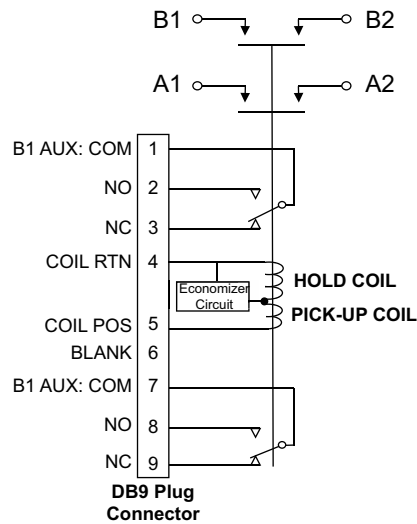 B1 B2
A1 A2
B1 AUX: COM 1
NO 2
NC 3
COIL RTN 4
Economizer
Circuit
HOLD COIL
PICK-UP COIL
COIL POS 5
BLANK 6
B1 AUX: COM 7
NO 8
NC 9
DB9 Plug
Connector